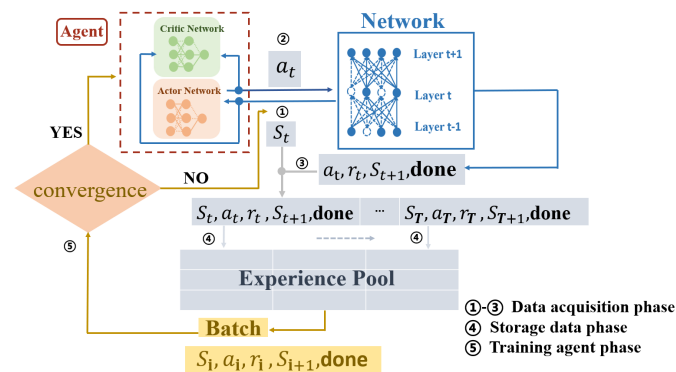 Agent
Critic Network
Actor Network
②
a_t
Network
Layer t+1
Layer t
Layer t-1
①
S_t
YES
convergence
NO
③
a_t, r_t, S_{t+1}, done
S_t, a_t, r_t, S_{t+1}, done ... S_T, a_T, r_T, S_{T+1}, done
④ ④
⑤
Experience Pool
Batch
S_i, a_i, r_i, S_{i+1}, done
①-③ Data acquisition phase
④ Storage data phase
⑤ Training agent phase